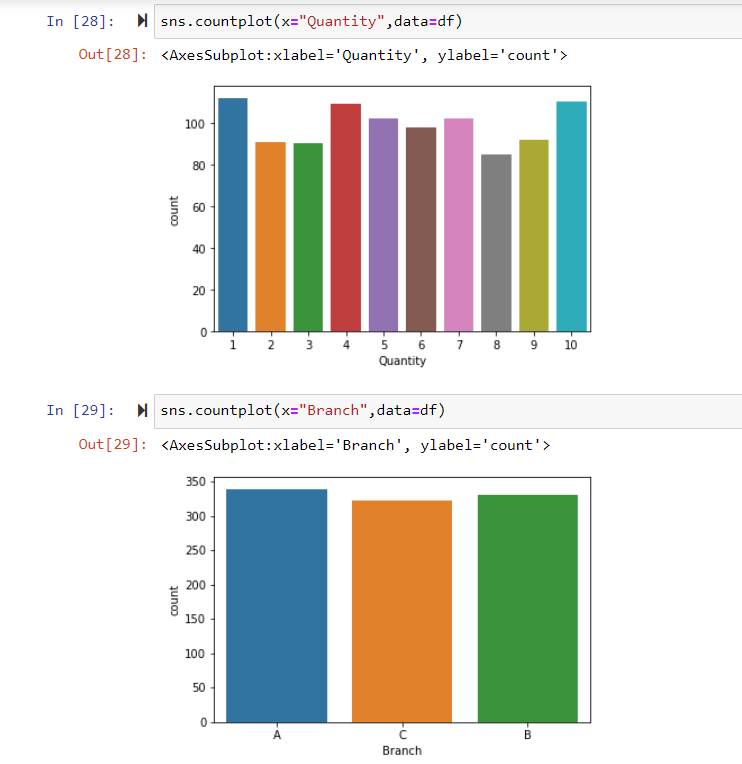 In [28]: sns.countplot(x="Quantity",data=df)
Out[28]: <AxesSubplot:xlabel='Quantity', ylabel='count'>
100
80
60
40
20
0
count
1 2 3 4 5 6 7 8 9 10
Quantity
In [29]: sns.countplot(x="Branch",data=df)
Out[29]: <AxesSubplot:xlabel='Branch', ylabel='count'>
350
300
250
200
150
100
50
0
count
A C B
Branch